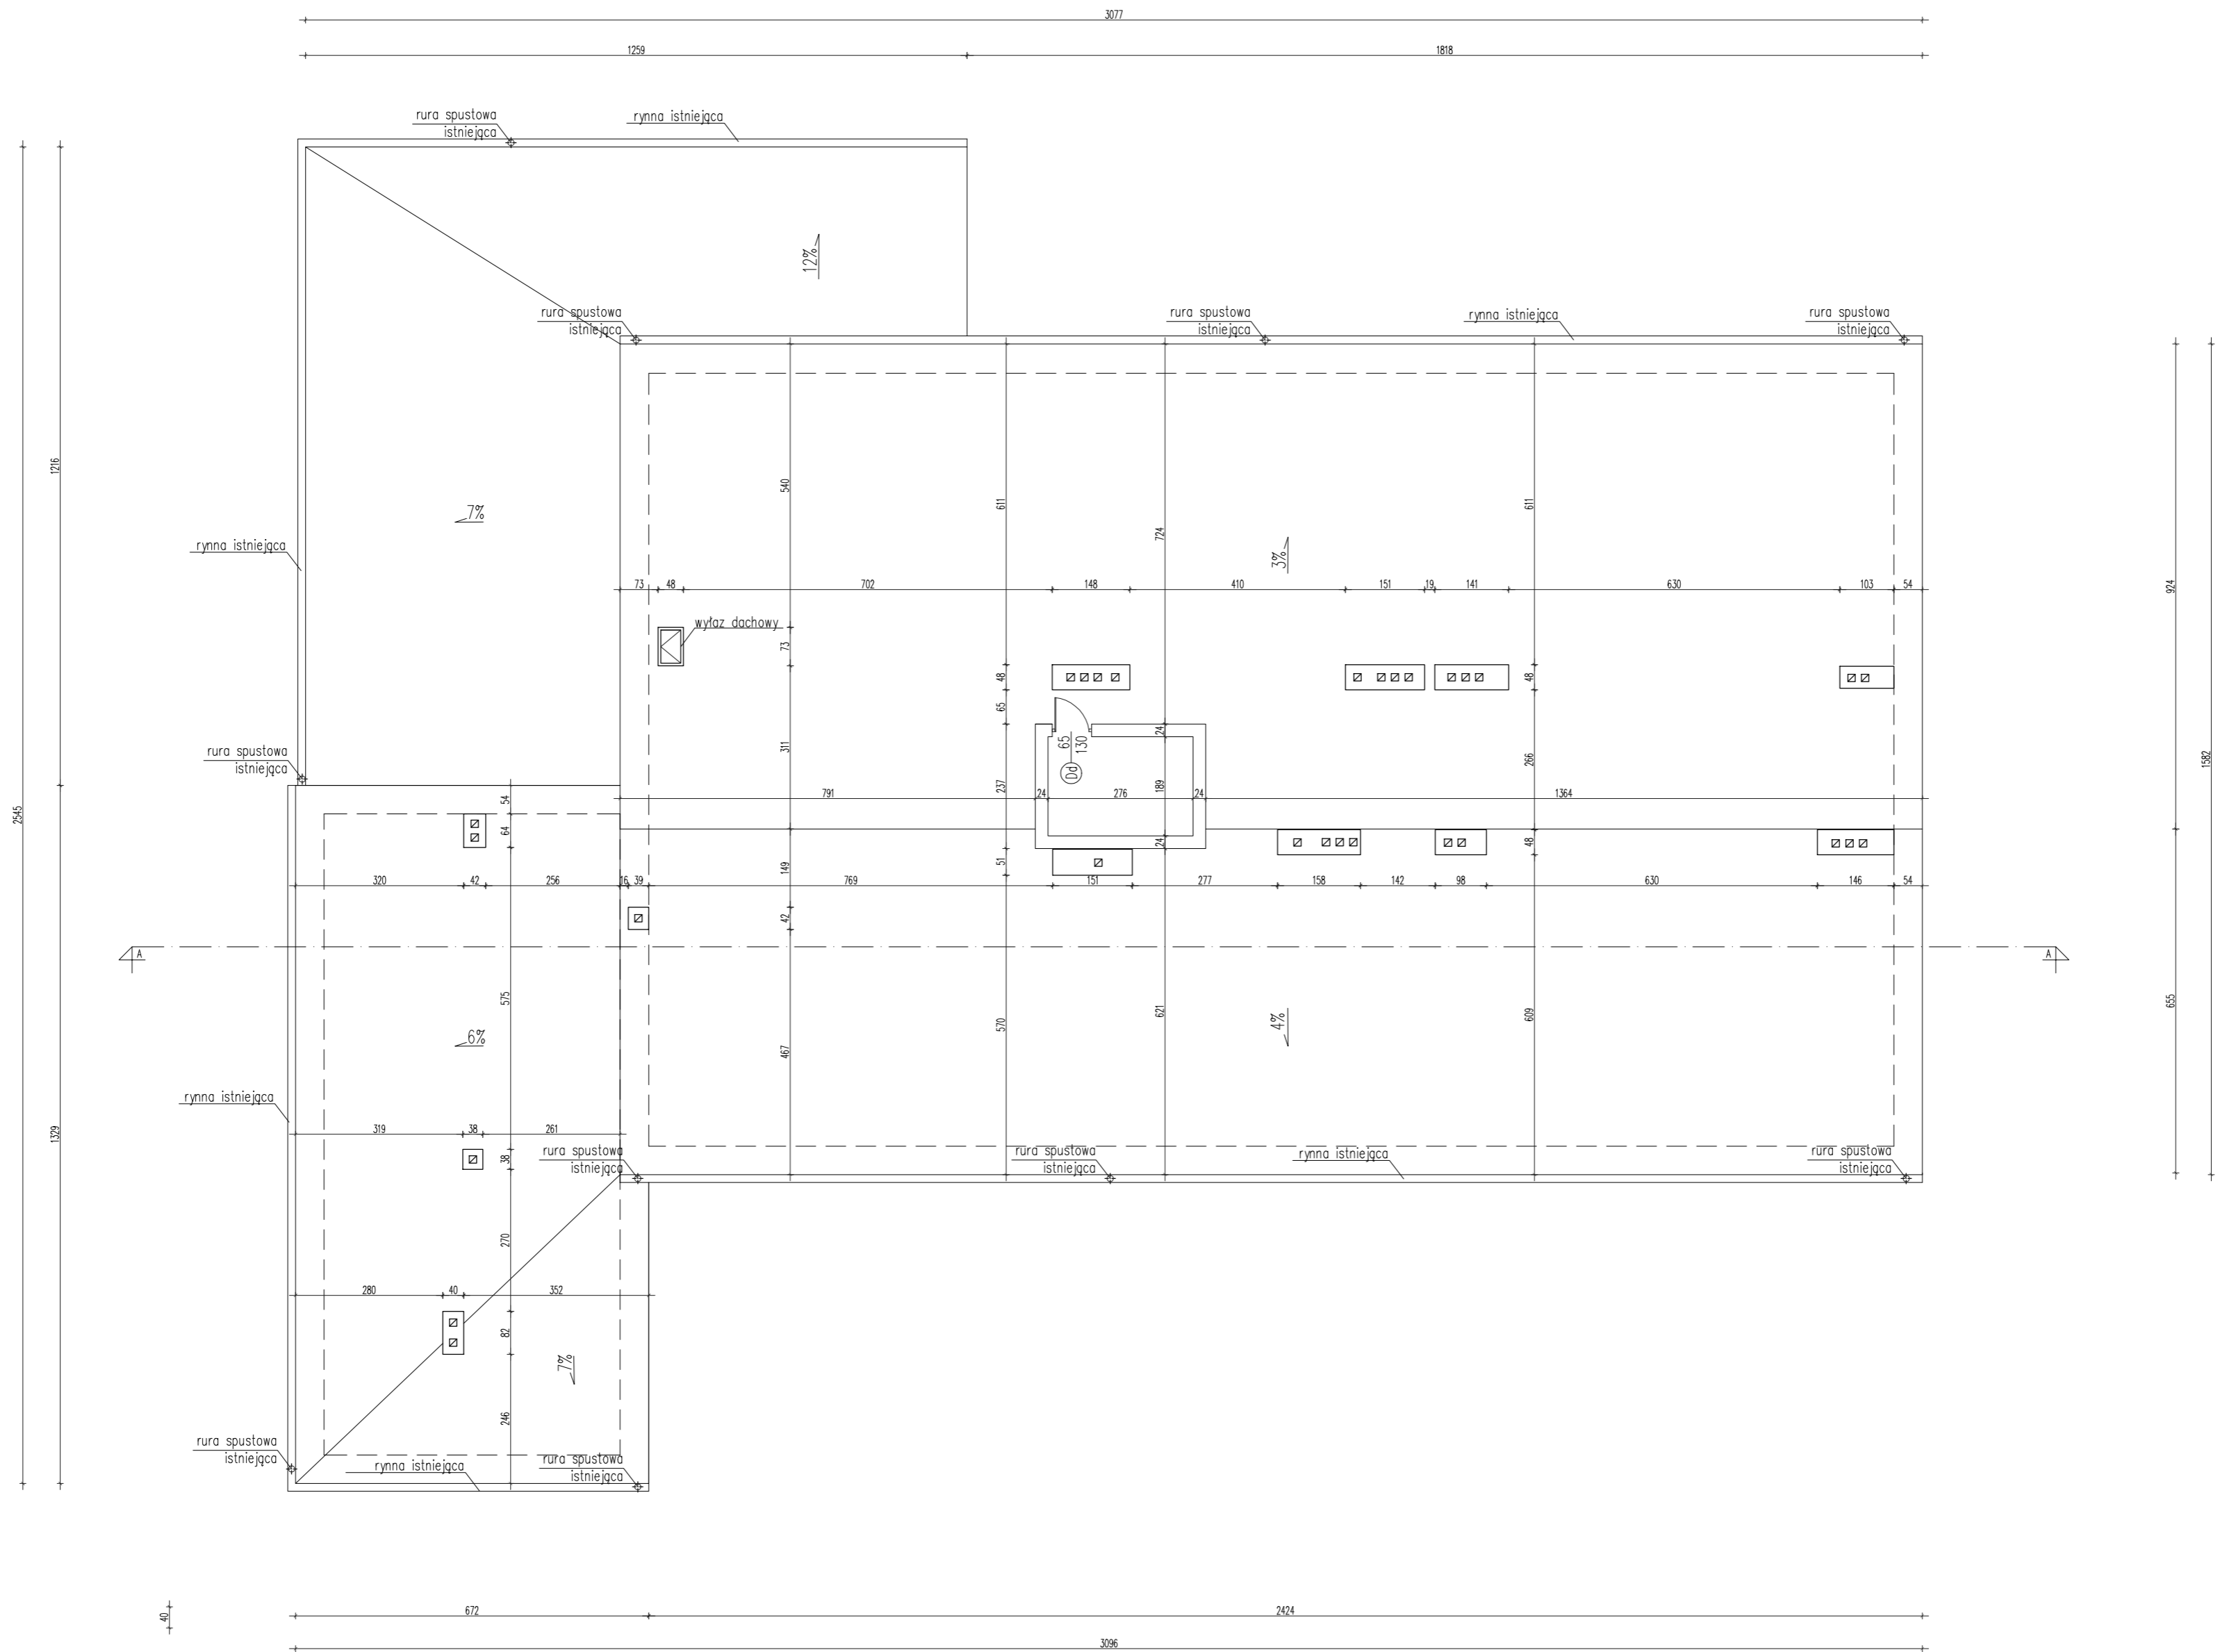 3077
1259
1818
rura spustowa
istniejąca
rynna istniejąca
12%
rura spustowa
istniejąca
rura spustowa
istniejąca
rynna istniejąca
rura spustowa
istniejąca
2545
1216
540
611
724
611
924
1582
7%
rynna istniejąca
3%
73
48
702
148
410
151
19
141
630
103
54
wyłaz dachowy
73
48
48
65
311
237
24
189
24
266
65
130
Dd
rura spustowa
istniejąca
791
24
276
24
1364
54
64
149
51
48
320
42
256
16
39
769
151
277
158
142
98
630
146
54
42
A
A
575
467
570
621
609
655
6%
4%
rynna istniejąca
1329
319
38
261
38
rura spustowa
istniejąca
rura spustowa
istniejąca
rynna istniejąca
rura spustowa
istniejąca
270
280
40
352
82
7%
246
rura spustowa
istniejąca
rynna istniejąca
rura spustowa
istniejąca
40
672
2424
3096